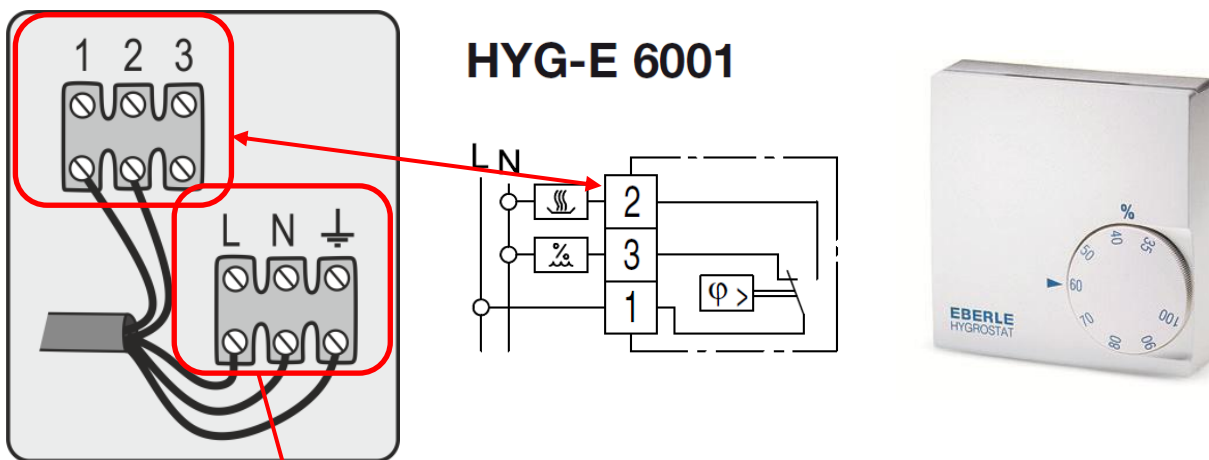 1 2 3
L N
HYG-E 6001
L N
2
%
3
φ >
1
%
35
40
50
60
70
80
90
100
EBERLE
HYGROSTAT